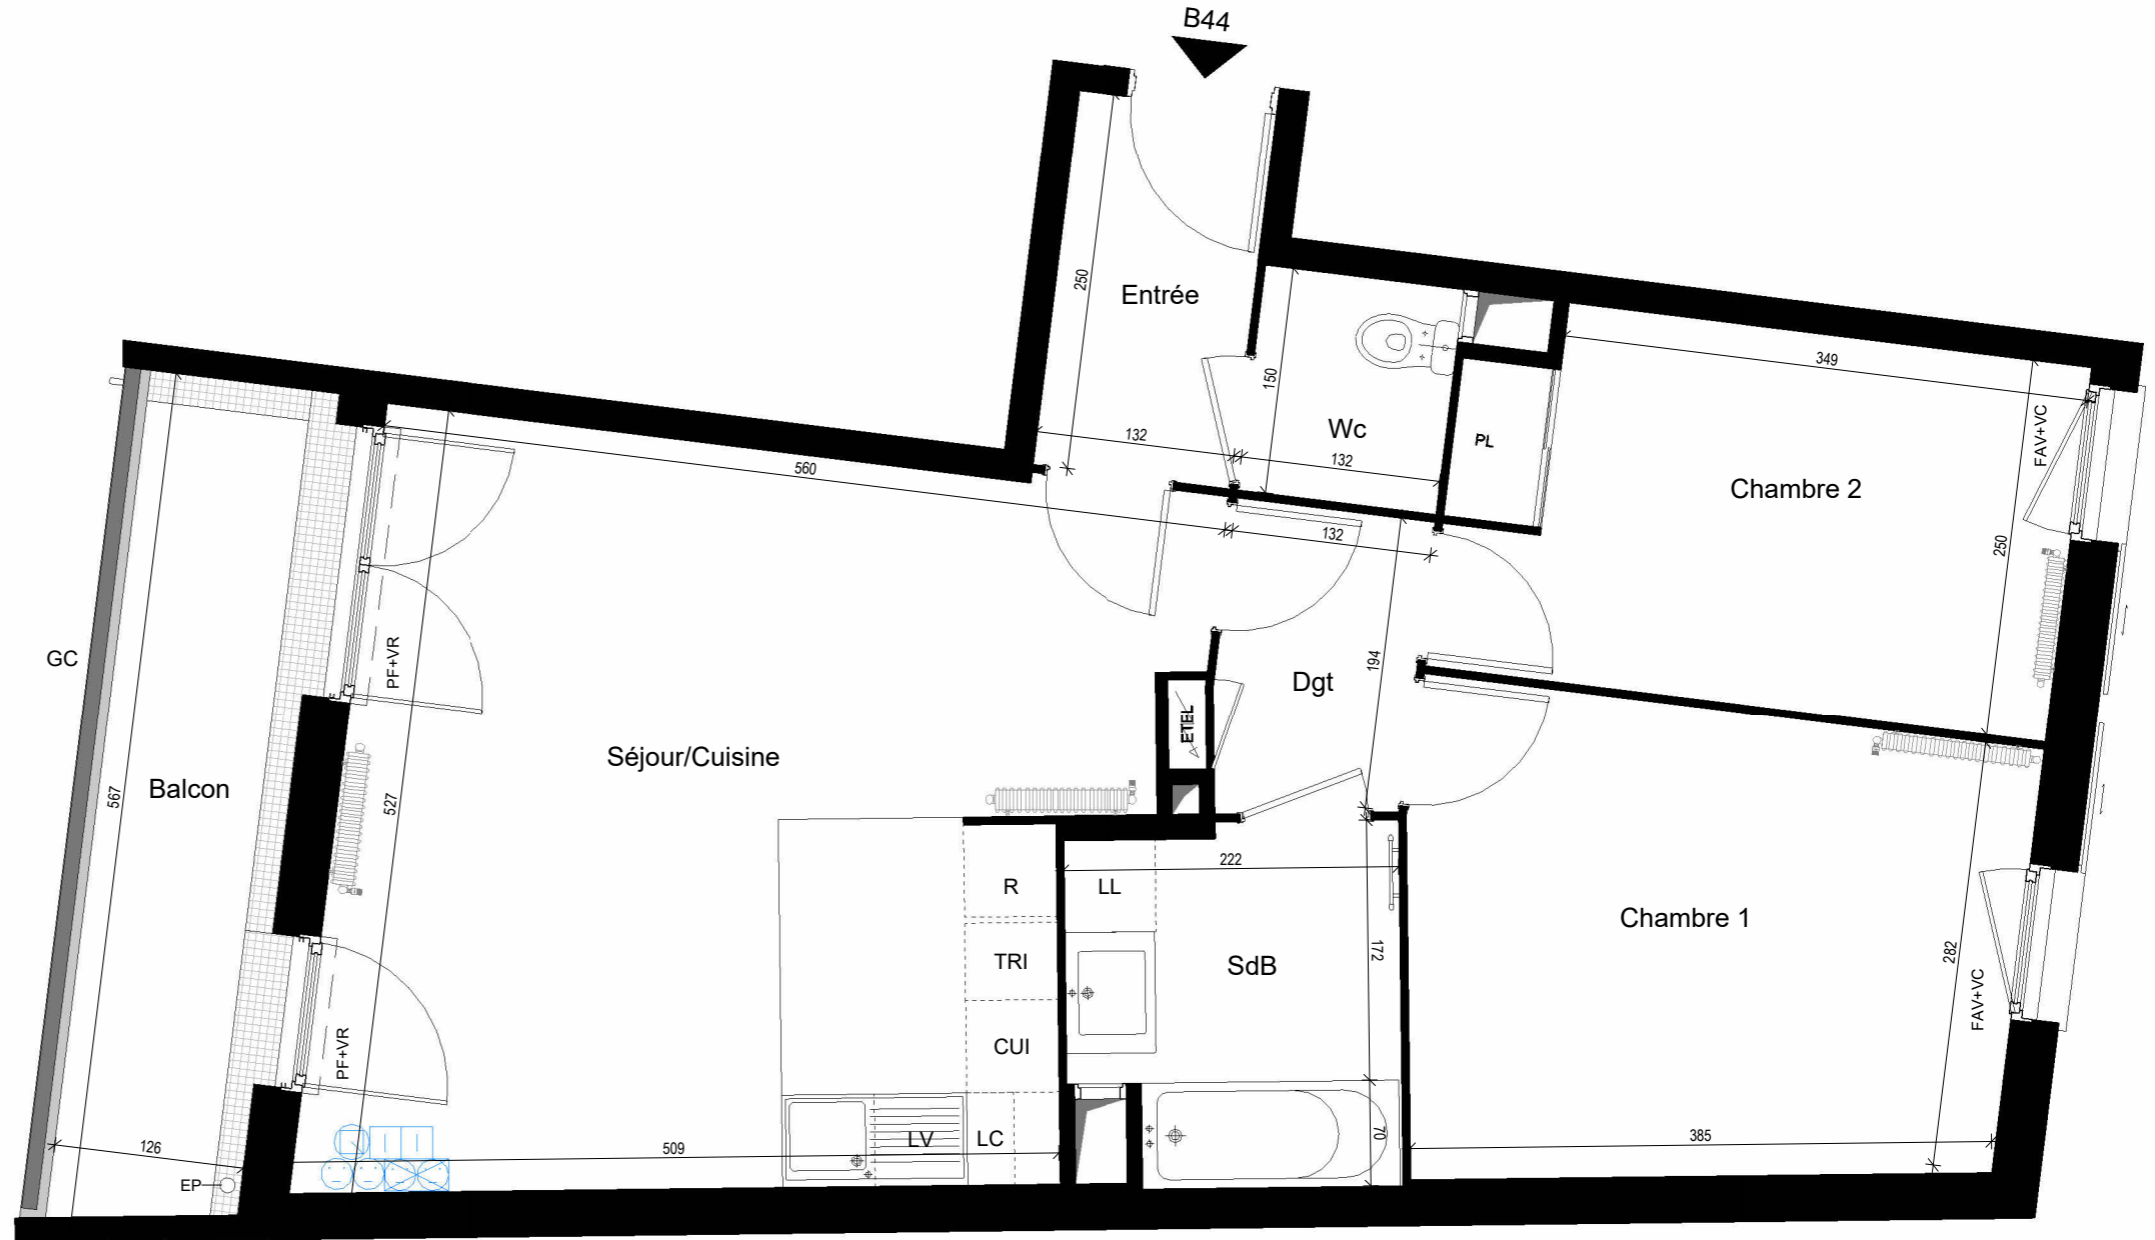 B44
250
Entrée
150
132
Wc
132
PL
349
FAV+VC
Chambre 2
250
560
132
GC
PF+VR
194
Dgt
ETEL
Séjour/Cuisine
567
Balcon
527
R
222
LL
TRI
172
SdB
Chambre 1
282
FAV+VC
CUI
PF+VR
126
509
LV
LC
70
385
EP